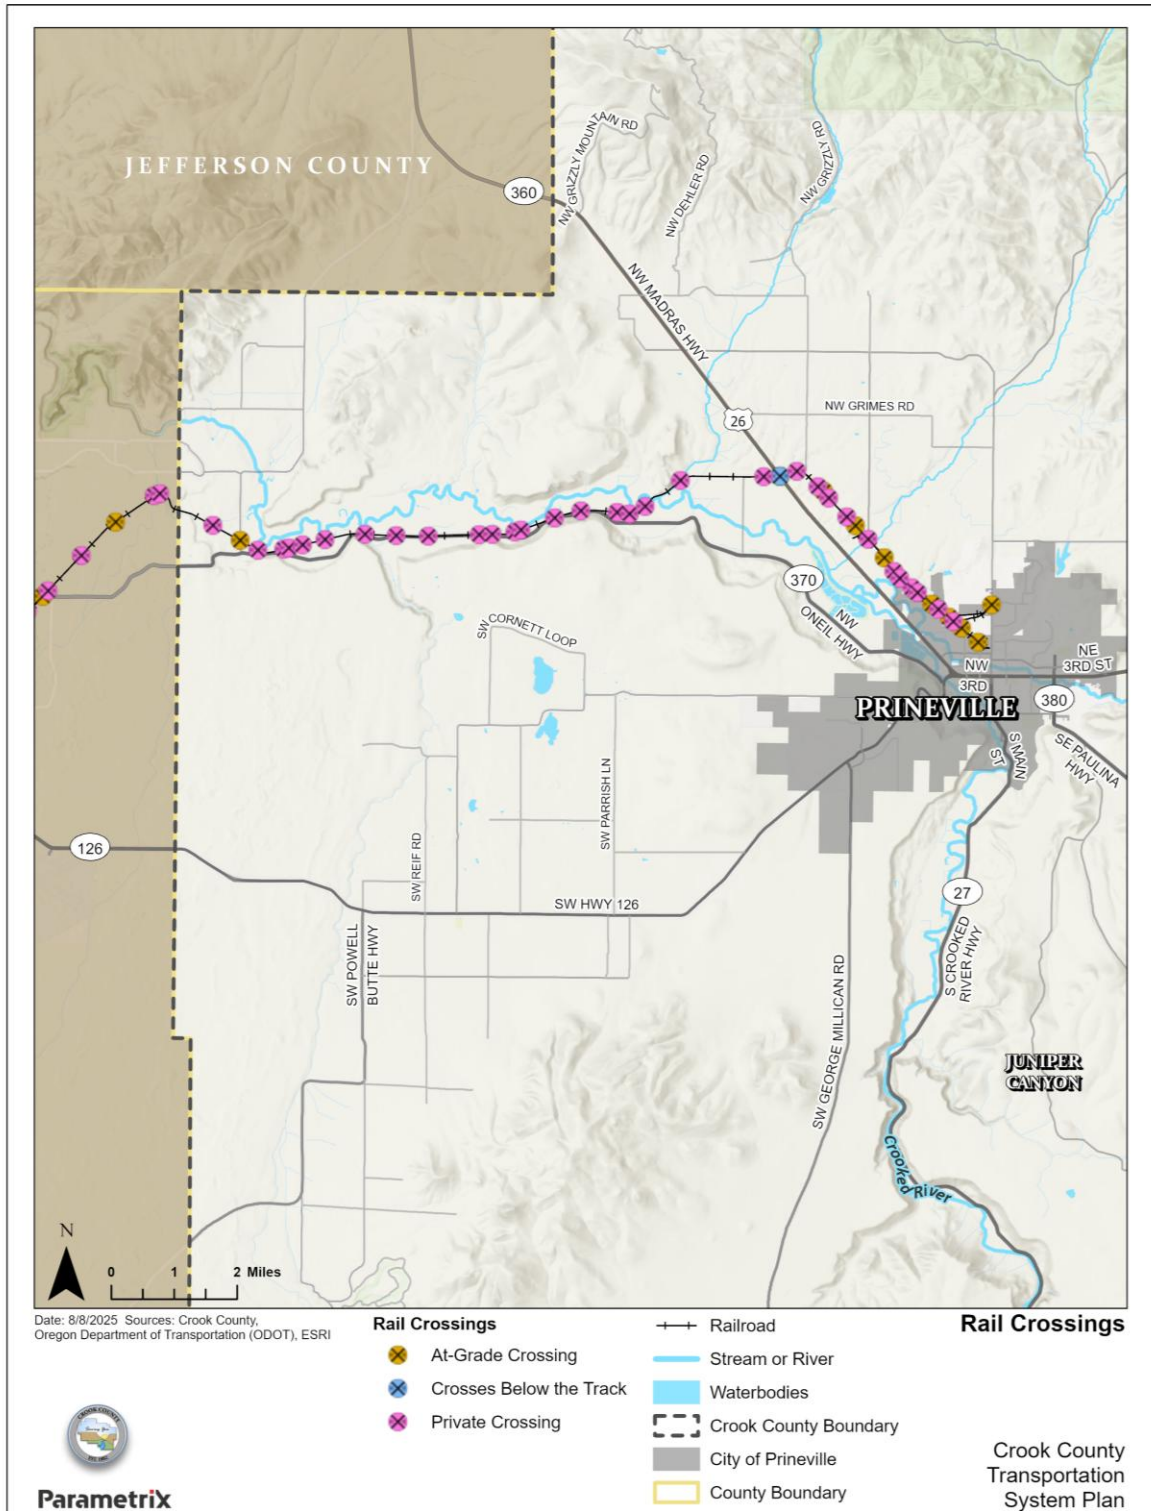 JEFFERSON COUNTY
360
NW GRIZZLY MOUNTAIN RD
NW DEHLER RD
NW GRIZZLY RD
NW MADRAS HWY
26
NW GRIMES RD
370
NW
ONEIL HWY
SW CORNETT LOOP
NW
3RD
NE
3RD ST
PRINEVILLE
380
SE PAULINA
HWY
S MAIN
ST
SW PARRISH LN
SW REIF RD
126
SW HWY 126
27
SW POWELL
BUTTE HWY
S CROOKED
RIVER HWY
SW GEORGE MILLICAN RD
JUNIPER
CANYON
Crooked River
N
0 1 2 Miles
Date: 8/8/2025 Sources: Crook County,
Oregon Department of Transportation (ODOT), ESRI
Rail Crossings
At-Grade Crossing
Crosses Below the Track
Private Crossing
Railroad
Stream or River
Waterbodies
Crook County Boundary
City of Prineville
County Boundary
Rail Crossings
Crook County
Transportation
System Plan
CROOK COUNTY
Parametrix